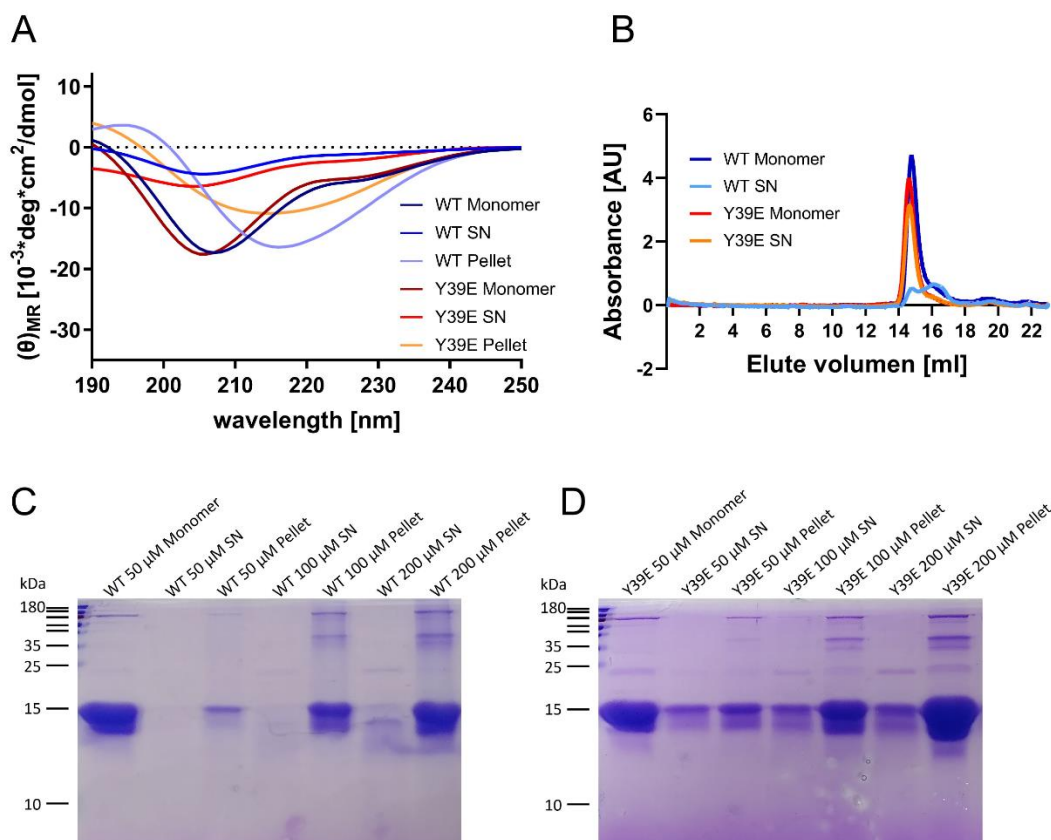 A
(θ)MR [10⁻³*deg*cm²/dmol]
10
0
-10
-20
-30
190 200 210 220 230 240 250
wavelength [nm]
WT Monomer
WT SN
WT Pellet
Y39E Monomer
Y39E SN
Y39E Pellet
B
Absorbance [AU]
6
4
2
0
-2
2 4 6 8 10 12 14 16 18 20 22
Elute volumen [ml]
WT Monomer
WT SN
Y39E Monomer
Y39E SN
C
WT 50 µM Monomer
WT 50 µM SN
WT 50 µM Pellet
WT 100 µM SN
WT 100 µM Pellet
WT 200 µM SN
WT 200 µM Pellet
kDa
180
35
25
15
10
D
Y39E 50 µM Monomer
Y39E 50 µM SN
Y39E 50 µM Pellet
Y39E 100 µM SN
Y39E 100 µM Pellet
Y39E 200 µM SN
Y39E 200 µM Pellet
kDa
180
35
25
15
10